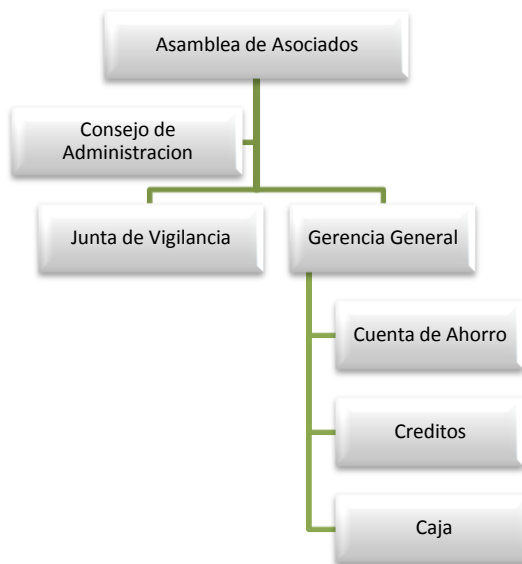 Asamblea de Asociados
Consejo de
Administracion
Junta de Vigilancia
Gerencia General
Cuenta de Ahorro
Creditos
Caja